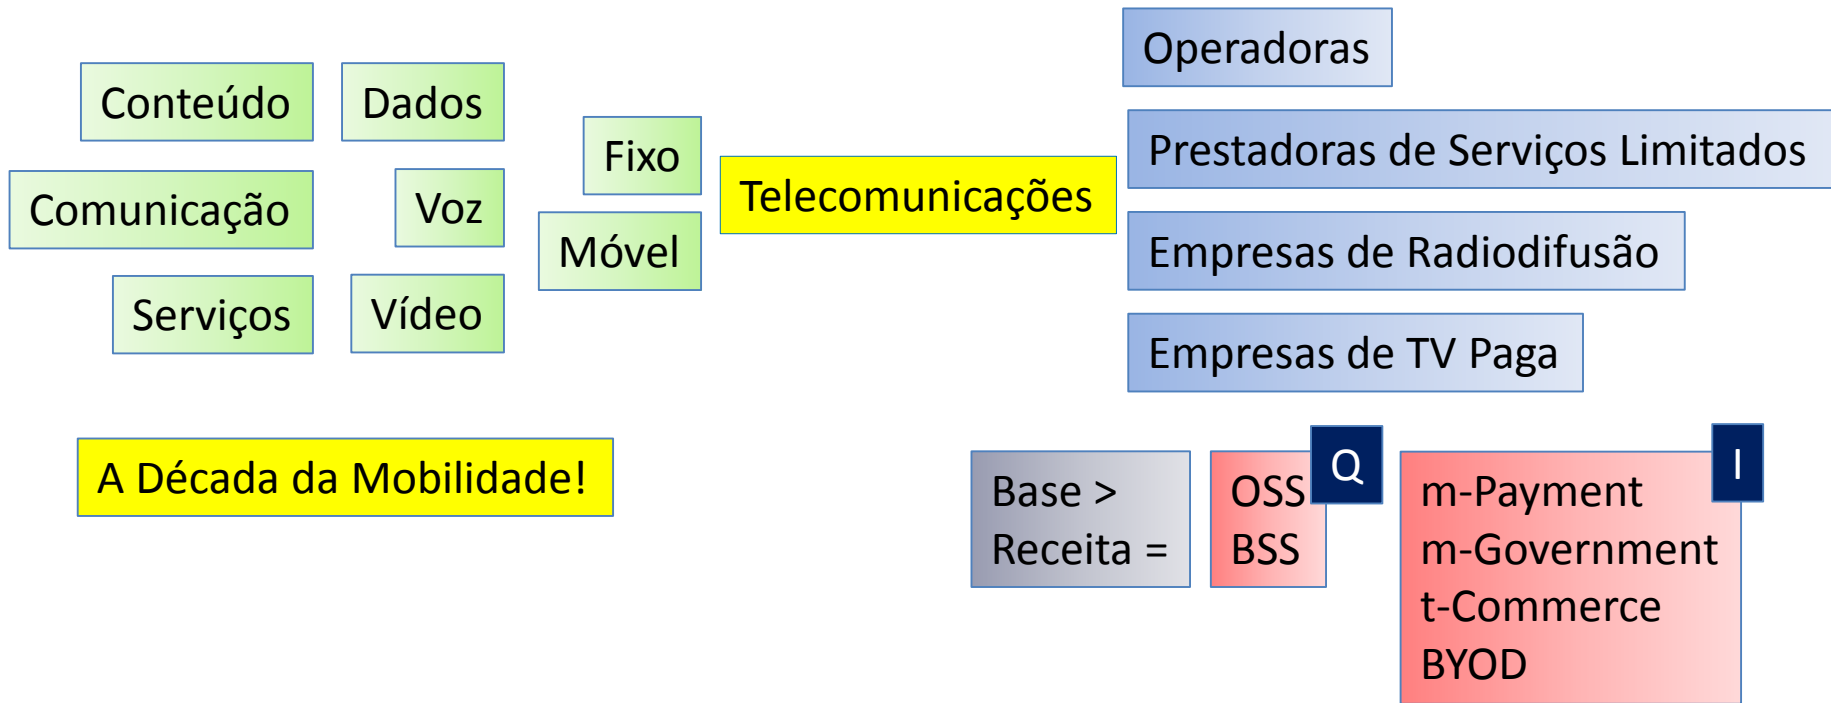 Operadoras
Conteúdo
Dados
Fixo
Prestadoras de Serviços Limitados
Telecomunicações
Comunicação
Voz
Móvel
Empresas de Radiodifusão
Serviços
Vídeo
Empresas de TV Paga
A Década da Mobilidade!
Base >
Receita =
OSS
BSS
Q
m-Payment
m-Government
t-Commerce
BYOD
I